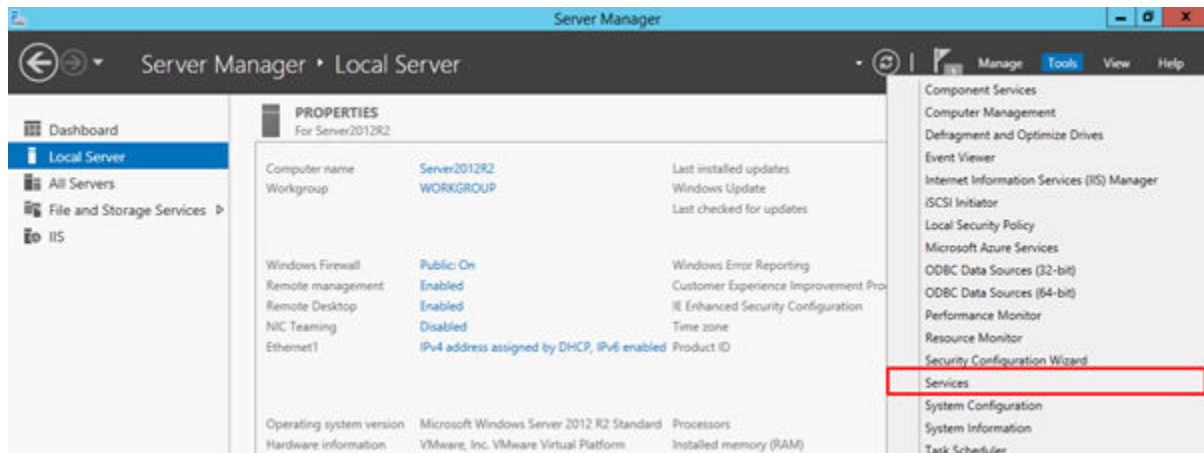 Server Manager
Server Manager • Local Server
Manage Tools View Help
Dashboard
Local Server
All Servers
File and Storage Services
IIS
PROPERTIES
For Server2012R2
Computer name Server2012R2 Last installed updates
Workgroup WORKGROUP Windows Update
Last checked for updates
Windows Firewall Public: On Windows Error Reporting
Remote management Enabled Customer Experience Improvement Pro
Remote Desktop Enabled IE Enhanced Security Configuration
NIC Teaming Disabled Time zone
Ethernet1 IPv4 address assigned by DHCP, IPv6 enabled Product ID
Operating system version Microsoft Windows Server 2012 R2 Standard Processors
Hardware information VMware, Inc. VMware Virtual Platform Installed memory (RAM)
Component Services
Computer Management
Defragment and Optimize Drives
Event Viewer
Internet Information Services (IIS) Manager
iSCSI Initiator
Local Security Policy
Microsoft Azure Services
ODBC Data Sources (32-bit)
ODBC Data Sources (64-bit)
Performance Monitor
Resource Monitor
Security Configuration Wizard
Services
System Configuration
System Information
Task Scheduler